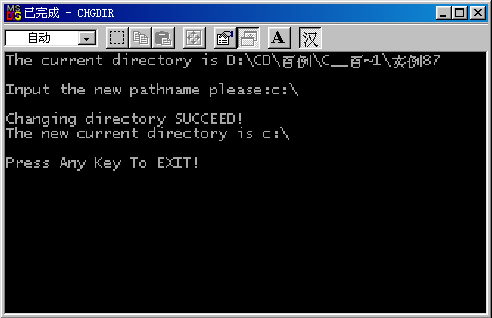 已完成 - CHGDIR
自动
A
汉
The current directory is D:\CD\百例\C__百~1\实例87
Input the new pathname please:c:\
Changing directory SUCCEED!
The new current directory is c:\
Press Any Key To EXIT!